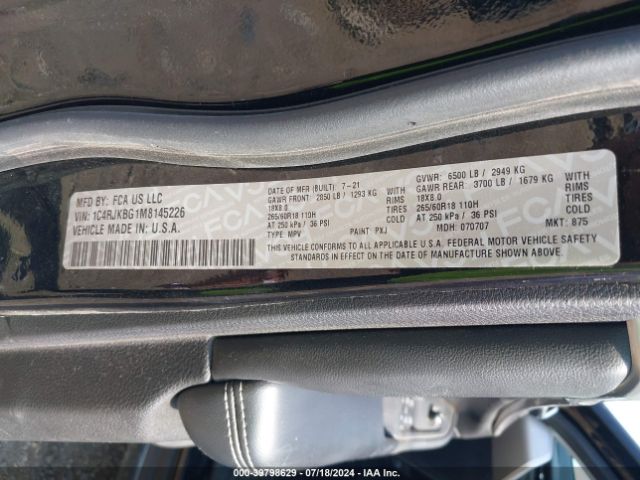 MFD BY: FCA US LLC
VIN: 1C4RJKBG1M8145226
VEHICLE MADE IN: U.S.A.
DATE OF MFR (BUILT): 7-21
GAWR FRONT: 2850 LB / 1293 KG
WITH
RIMS
TIRES
COLD
18X8.0
265/60R18 110H
AT 250 kPa / 36 PSI
TYPE: MPV
PAINT: PXJ
GVWR: 6500 LB / 2949 KG
GAWR REAR: 3700 LB / 1679 KG
WITH
RIMS
TIRES
COLD
18X8.0
265/60R18 110H
AT 250 kPa / 36 PSI
MDH: 070707
MKT: 875
THIS VEHICLE CONFORMS TO ALL APPLICABLE U.S.A. FEDERAL MOTOR VEHICLE SAFETY
STANDARDS IN EFFECT ON THE DATE OF MANUFACTURE SHOWN ABOVE.
000-39798629 - 07/18/2024 - IAA Inc.